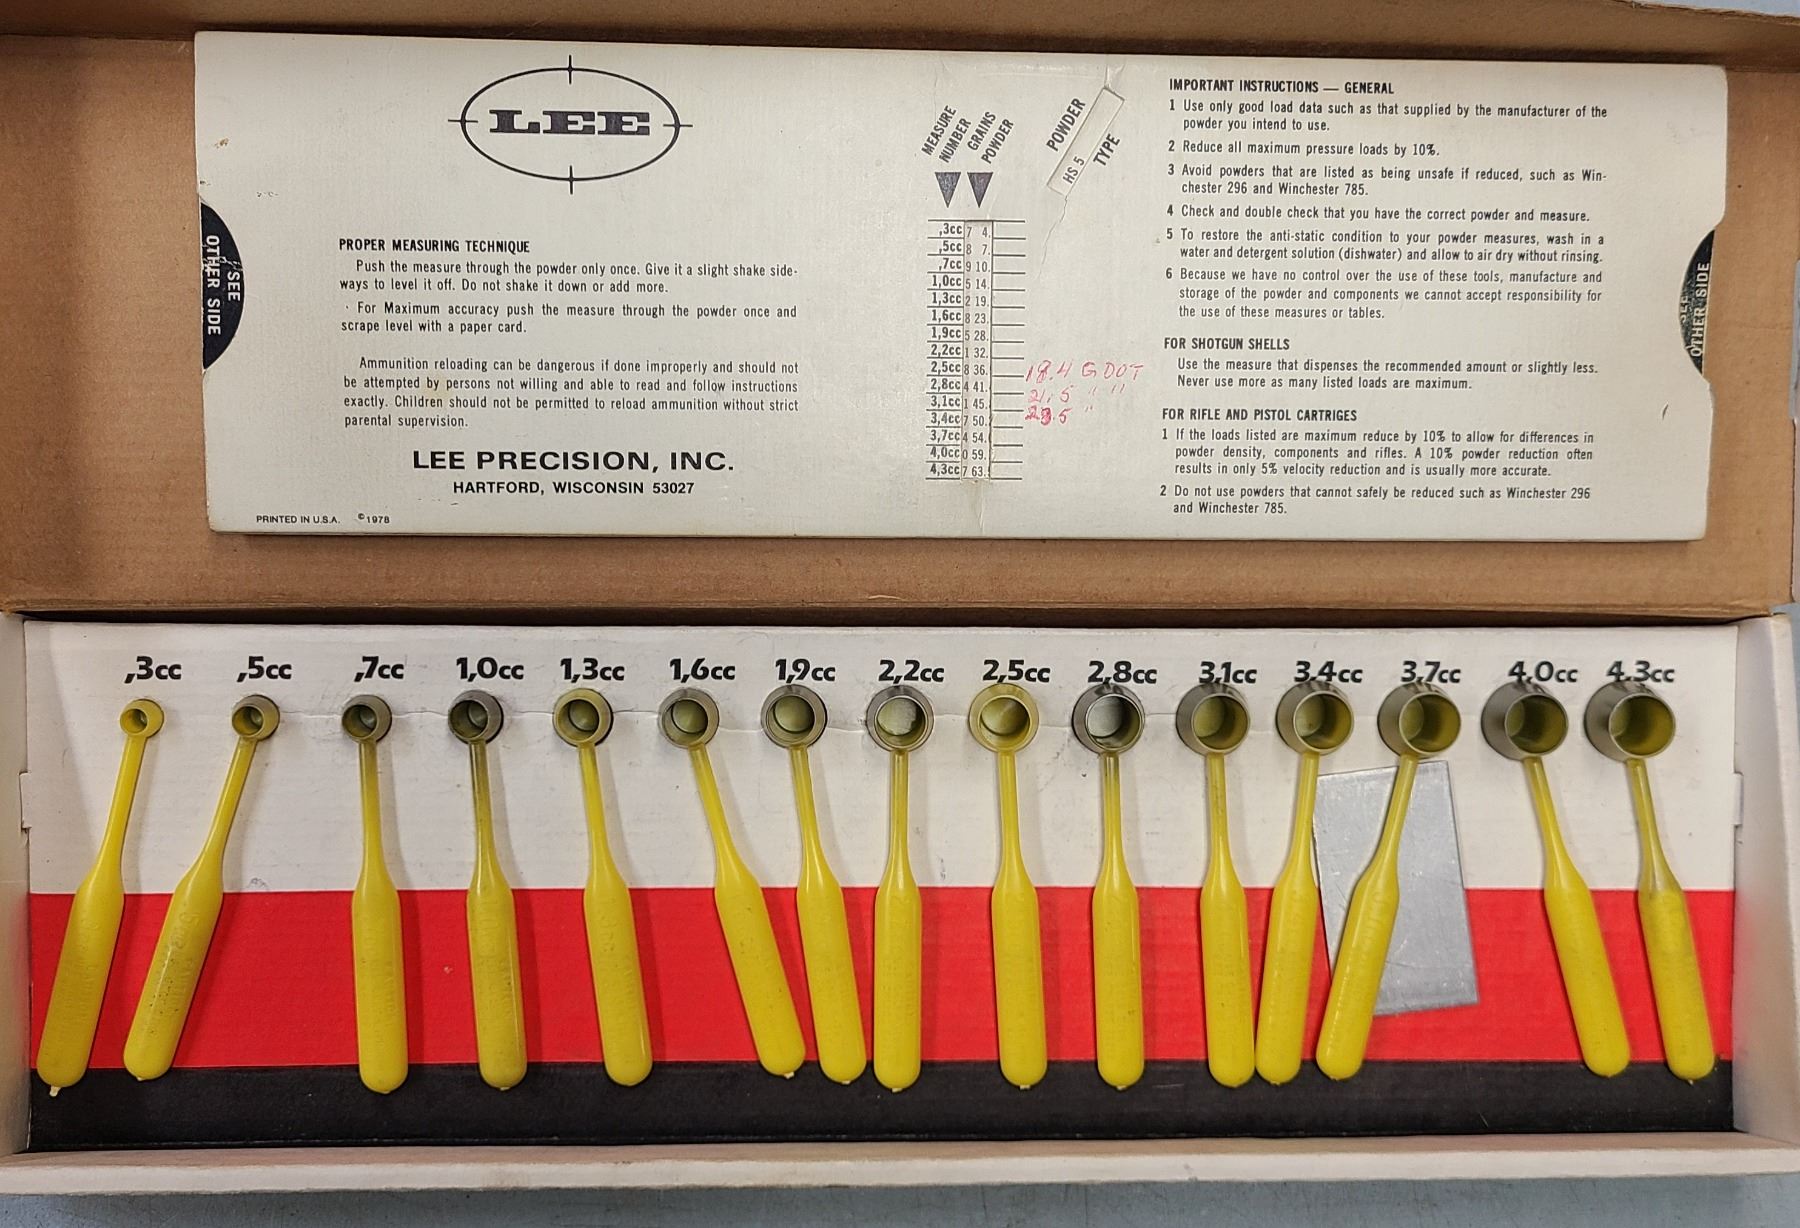 LEE
PROPER MEASURING TECHNIQUE
Push the measure through the powder only once. Give it a slight shake side-
ways to level it off. Do not shake it down or add more.
For Maximum accuracy push the measure through the powder once and
scrape level with a paper card.
Ammunition reloading can be dangerous if done improperly and should not
be attempted by persons not willing and able to read and follow instructions
exactly. Children should not be permitted to reload ammunition without strict
parental supervision.
LEE PRECISION, INC.
HARTFORD, WISCONSIN 53027
PRINTED IN U.S.A. ©1978
SEE
OTHER SIDE
MEASURE
NUMBER
GRAINS
POWDER
POWDER
TYPE
HS 5
,3cc 7 4.
,5cc 8 7.
,7cc 9 10.
1,0cc 5 14.
1,3cc 2 19.
1,6cc 8 23.
1,9cc 5 28.
2,2cc 1 32.
2,5cc 8 36. 18.4 G DOT
2,8cc 4 41. 21.5 " "
3,1cc 1 45. 23.5 "
3,4cc 7 50.
3,7cc 4 54.
4,0cc 0 59.
4,3cc 7 63.
IMPORTANT INSTRUCTIONS — GENERAL
1 Use only good load data such as that supplied by the manufacturer of the
powder you intend to use.
2 Reduce all maximum pressure loads by 10%.
3 Avoid powders that are listed as being unsafe if reduced, such as Win-
chester 296 and Winchester 785.
4 Check and double check that you have the correct powder and measure.
5 To restore the anti-static condition to your powder measures, wash in a
water and detergent solution (dishwater) and allow to air dry without rinsing.
6 Because we have no control over the use of these tools, manufacture and
storage of the powder and components we cannot accept responsibility for
the use of these measures or tables.
FOR SHOTGUN SHELLS
Use the measure that dispenses the recommended amount or slightly less.
Never use more as many listed loads are maximum.
FOR RIFLE AND PISTOL CARTRIGES
1 If the loads listed are maximum reduce by 10% to allow for differences in
powder density, components and rifles. A 10% powder reduction often
results in only 5% velocity reduction and is usually more accurate.
2 Do not use powders that cannot safely be reduced such as Winchester 296
and Winchester 785.
SEE
OTHER SIDE
,3cc ,5cc ,7cc 1,0cc 1,3cc 1,6cc 1,9cc 2,2cc 2,5cc 2,8cc 3,1cc 3,4cc 3,7cc 4,0cc 4,3cc